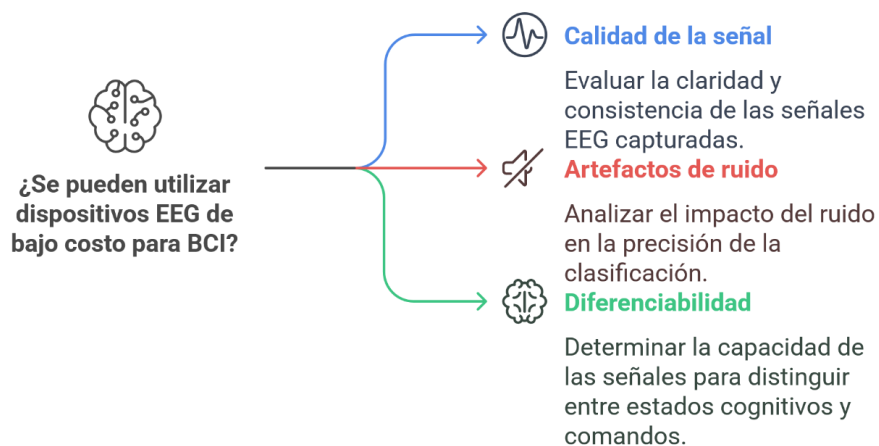 ¿Se pueden utilizar
dispositivos EEG de
bajo costo para BCI?
Calidad de la señal
Evaluar la claridad y
consistencia de las señales
EEG capturadas.
Artefactos de ruido
Analizar el impacto del ruido
en la precisión de la
clasificación.
Diferenciabilidad
Determinar la capacidad de
las señales para distinguir
entre estados cognitivos y
comandos.